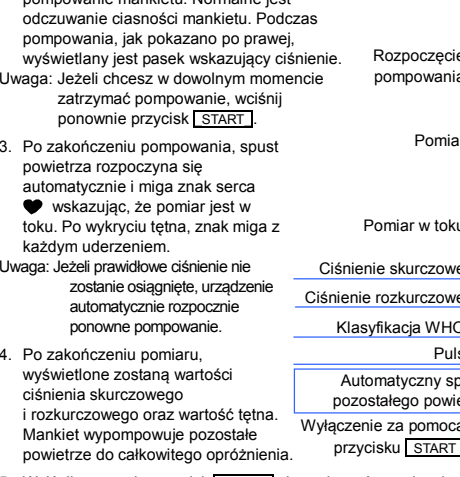 pompowanie mankietu. Normalne jest
odczuwanie ciasności mankietu. Podczas
pompowania, jak pokazano po prawej,
wyświetlany jest pasek wskazujący ciśnienie.
Uwaga: Jeżeli chcesz w dowolnym momencie
zatrzymać pompowanie, wciśnij
ponownie przycisk START .
3. Po zakończeniu pompowania, spust
powietrza rozpoczyna się
automatycznie i miga znak serca
♥ wskazując, że pomiar jest w
toku. Po wykryciu tętna, znak miga z
każdym uderzeniem.
Uwaga: Jeżeli prawidłowe ciśnienie nie
zostanie osiągnięte, urządzenie
automatycznie rozpocznie
ponowne pompowanie.
4. Po zakończeniu pomiaru,
wyświetlone zostaną wartości
ciśnienia skurczowego
i rozkurczowego oraz wartość tętna.
Mankiet wypompowuje pozostałe
powietrze do całkowitego opróżnienia.
Rozpoczęcie
pompowania
Pomia
Pomiar w toku
Ciśnienie skurczowe
Ciśnienie rozkurczowe
Klasyfikacja WHO
Puls
Automatyczny sp
pozostałego powie
Wyłączenie za pomocą
przycisku START